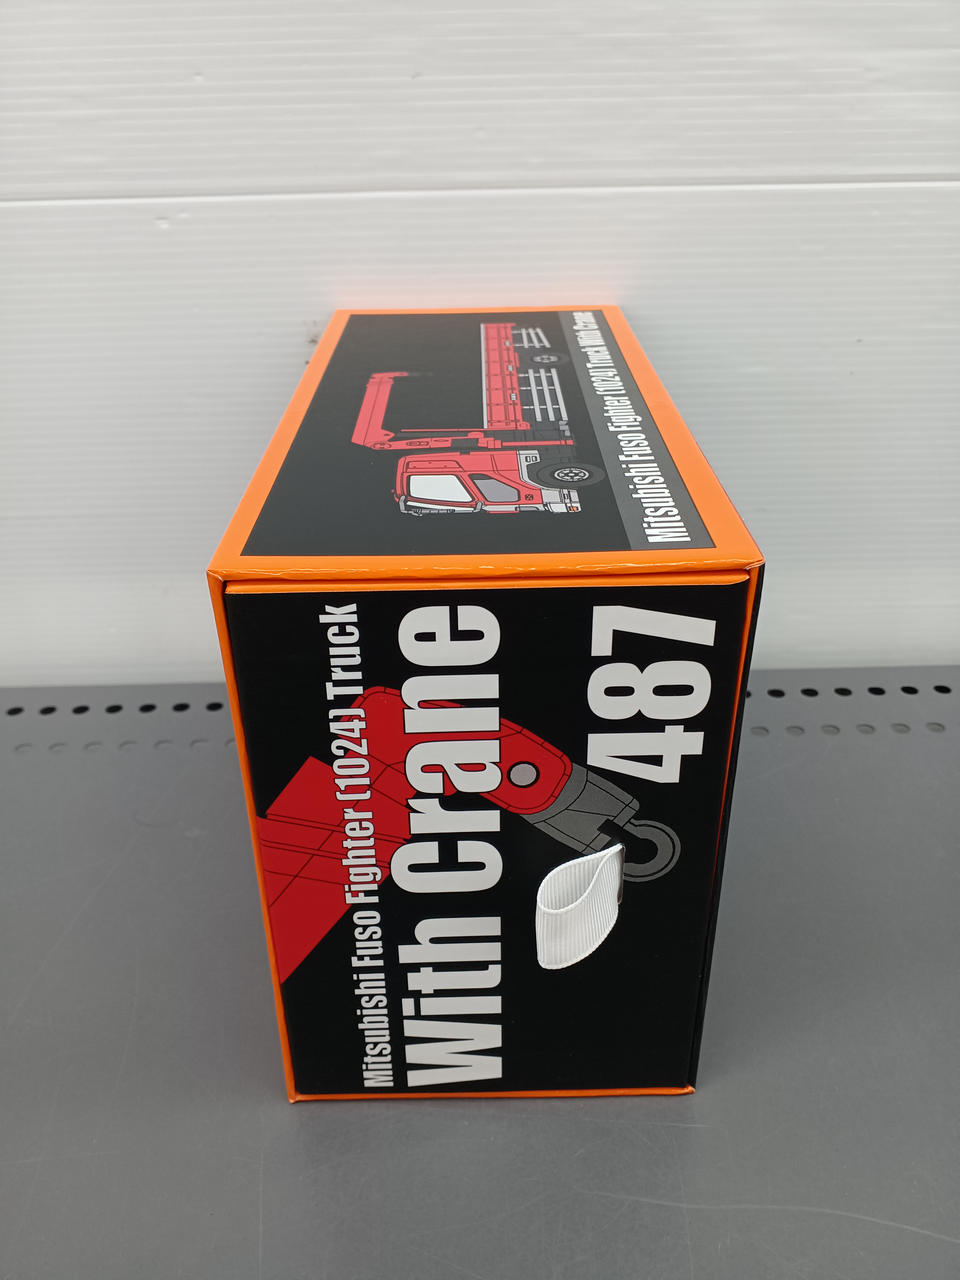 Mitsubishi Fuso Fighter (1024) Truck With Crane
Mitsubishi Fuso Fighter (1024) Truck
With Crane
487